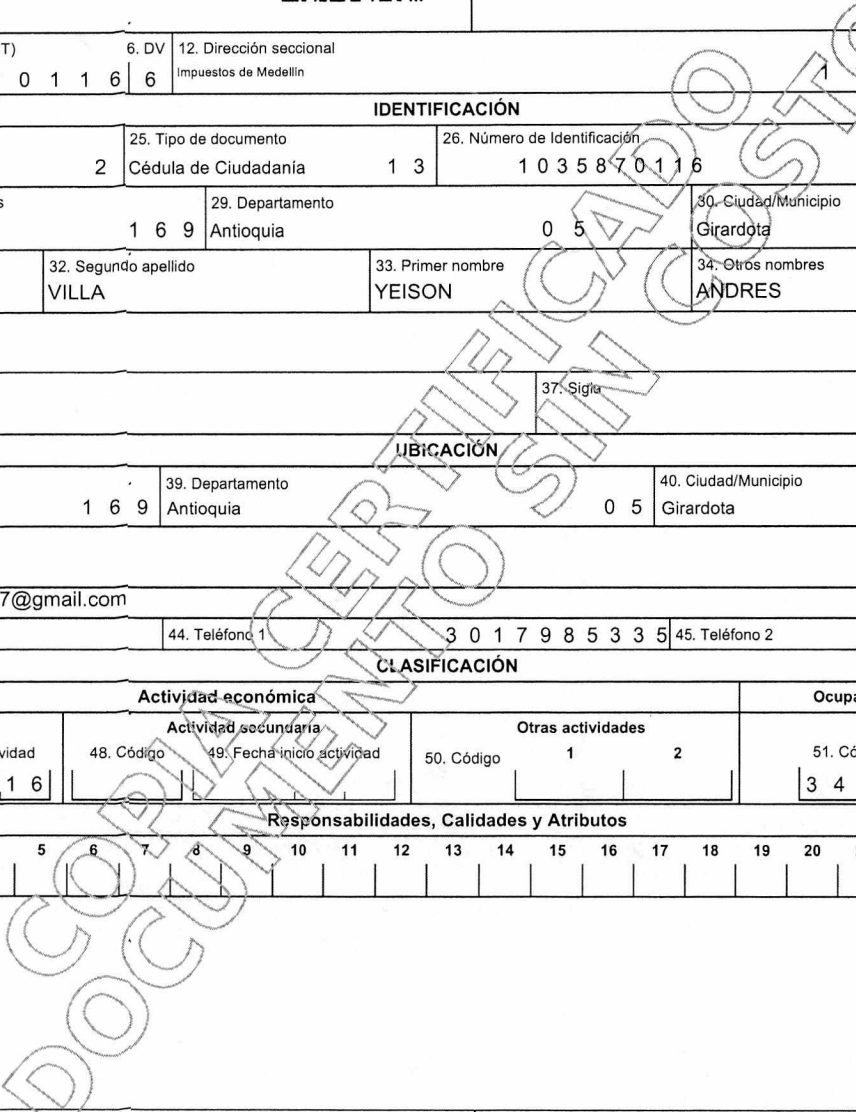 T) 6. DV 12. Dirección seccional
0 1 1 6 6 Impuestos de Medellín 1
IDENTIFICACIÓN
25. Tipo de documento 26. Número de Identificación
2 Cédula de Ciudadanía 1 3 1 0 3 5 8 7 0 1 1 6
s 29. Departamento 30. Ciudad/Municipio
1 6 9 Antioquia 0 5 Girardota
32. Segundo apellido 33. Primer nombre 34. Otros nombres
VILLA YEISON ANDRES
37. Sigla
UBICACIÓN
39. Departamento 40. Ciudad/Municipio
1 6 9 Antioquia 0 5 Girardota
7@gmail.com
44. Teléfono 1 3 0 1 7 9 8 5 3 3 5 45. Teléfono 2
CLASIFICACIÓN
Actividad económica Ocupa
Actividad secundaria Otras actividades
vidad 48. Código 49. Fecha inicio actividad 50. Código 1 2 51. Có
1 6 3 4
Responsabilidades, Calidades y Atributos
5 6 7 8 9 10 11 12 13 14 15 16 17 18 19 20
COPIA CERTIFICADO
DOCUMENTO SIN COSTO